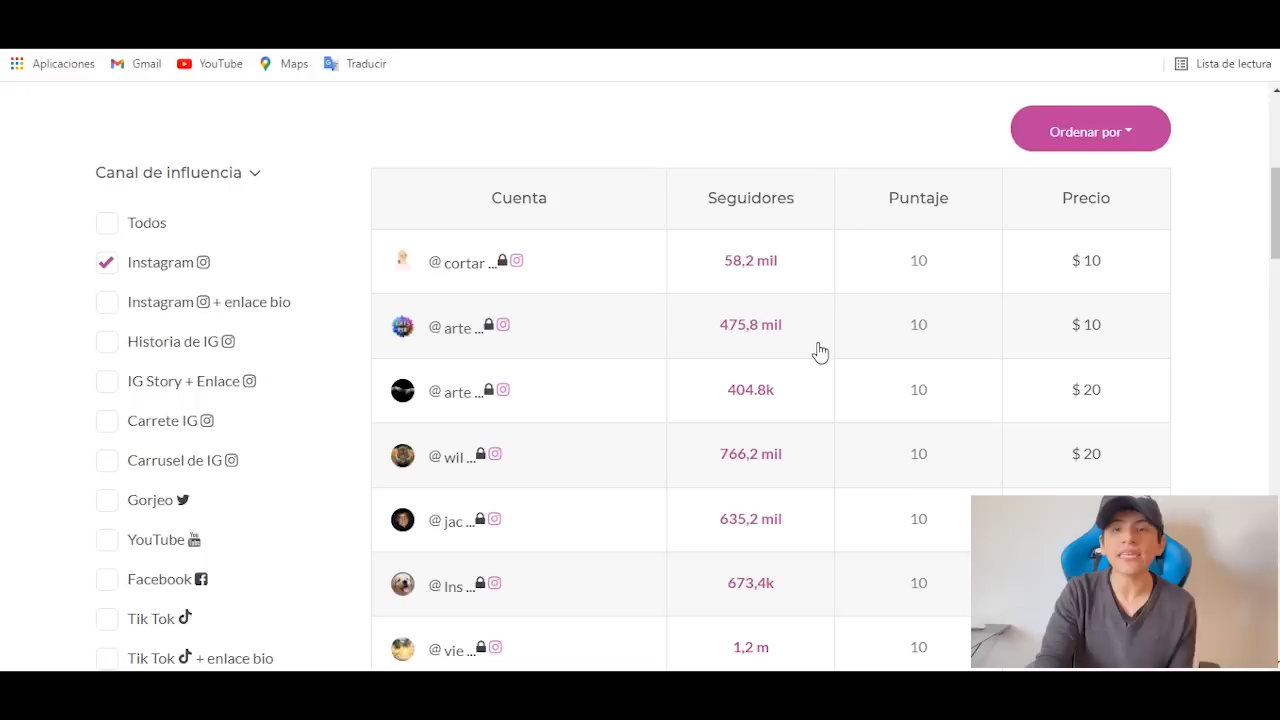 Aplicaciones Gmail YouTube Maps Traducir Lista de lectura
Ordenar por
Canal de influencia
Todos
Instagram
Instagram + enlace bio
Historia de IG
IG Story + Enlace
Carrete IG
Carrusel de IG
Gorjeo
YouTube
Facebook
Tik Tok
Tik Tok + enlace bio
Cuenta Seguidores Puntaje Precio
@ cortar ... 58,2 mil 10 $ 10
@ arte ... 475,8 mil 10 $ 10
@ arte ... 404.8k 10 $ 20
@ wil ... 766,2 mil 10 $ 20
@ jac ... 635,2 mil 10
@ Ins ... 673,4k 10
@ vie ... 1,2 m 10